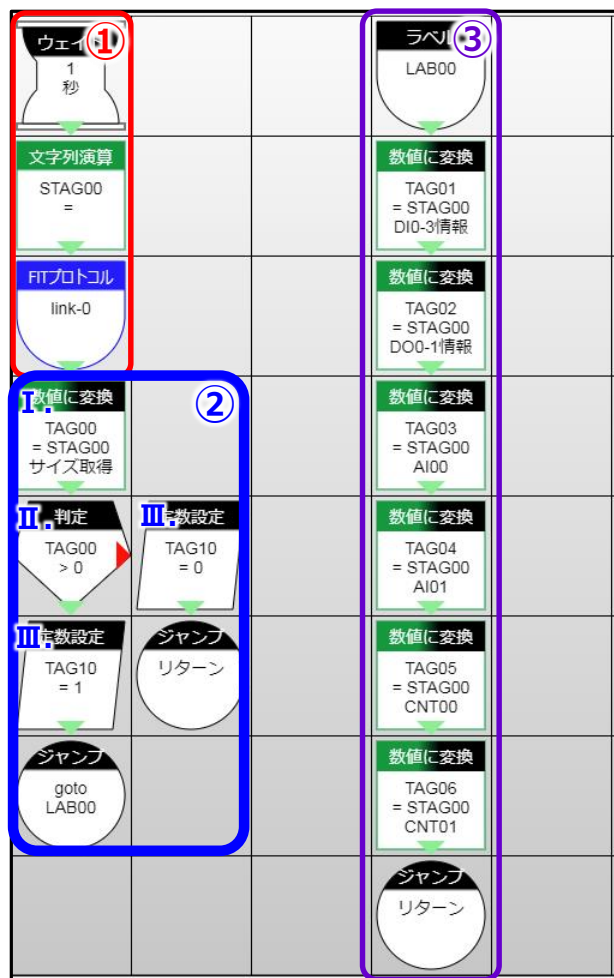 ①
ウェイ
1
秒
文字列演算
STAG00
=
FITプロトコル
link-0
②
Ⅰ.
数値に変換
TAG00
= STAG00
サイズ取得
Ⅱ.
判定
TAG00
> 0
Ⅲ.
定数設定
TAG10
= 0
Ⅲ.
定数設定
TAG10
= 1
ジャンプ
リターン
ジャンプ
goto
LAB00
③
ラベル
LAB00
数値に変換
TAG01
= STAG00
DI0-3情報
数値に変換
TAG02
= STAG00
DO0-1情報
数値に変換
TAG03
= STAG00
AI00
数値に変換
TAG04
= STAG00
AI01
数値に変換
TAG05
= STAG00
CNT00
数値に変換
TAG06
= STAG00
CNT01
ジャンプ
リターン